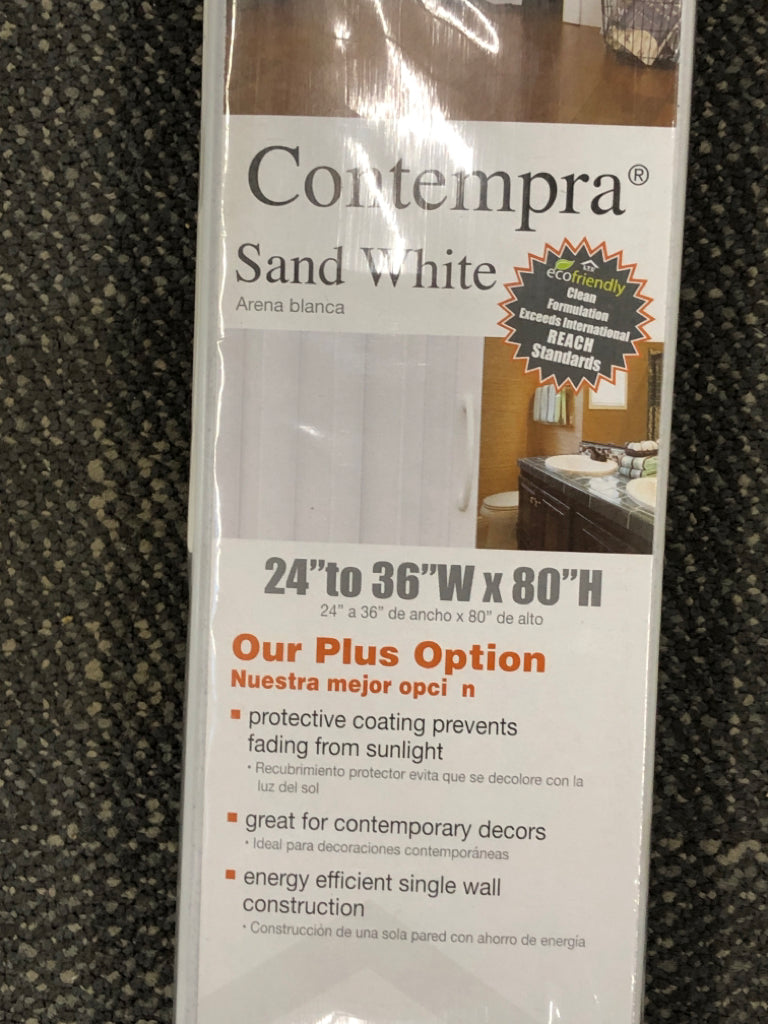 Contempra®
Sand White
Arena blanca
ecofriendly
Clean
Formulation
Exceeds International
REACH
Standards
24”to 36”W x 80”H
24” a 36” de ancho x 80” de alto
Our Plus Option
Nuestra mejor opci n
▪ protective coating prevents
fading from sunlight
• Recubrimiento protector evita que se decolore con la
luz del sol
▪ great for contemporary decors
• Ideal para decoraciones contemporáneas
▪ energy efficient single wall
construction
• Construcción de una sola pared con ahorro de energía